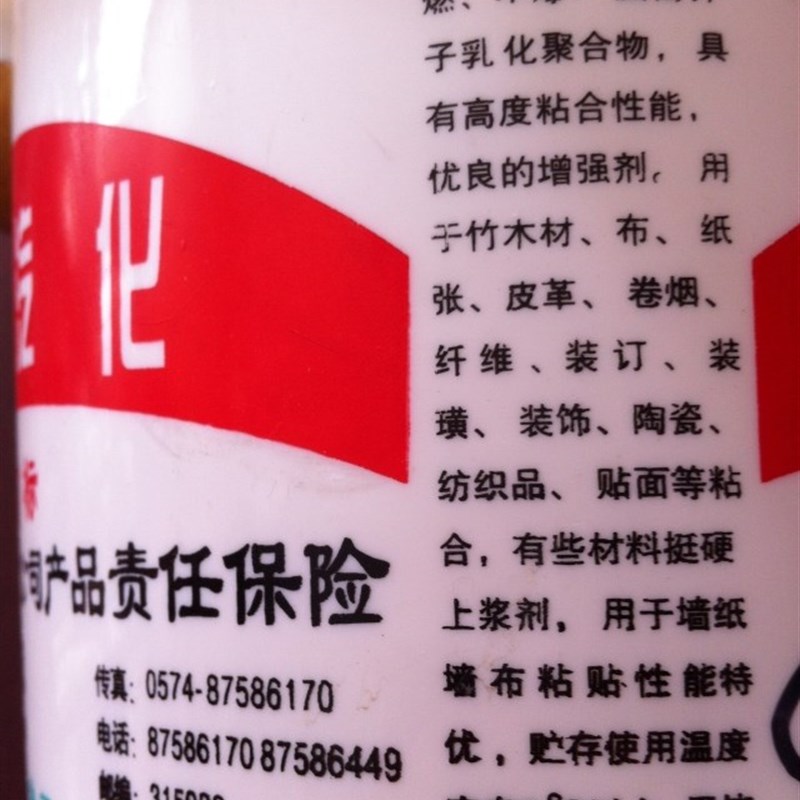 化
标
司产品责任保险
传真: 0574-87586170
电话: 87586170 87586449
邮编:
子乳化聚合物，具
有高度粘合性能，
优良的增强剂。用
于竹木材、布、纸
张、皮革、卷烟、
纤维、装订、装
璜、装饰、陶瓷、
纺织品、贴面等粘
合，有些材料挺硬
上浆剂，用于墙纸
墙布粘贴性能特
优，贮存使用温度